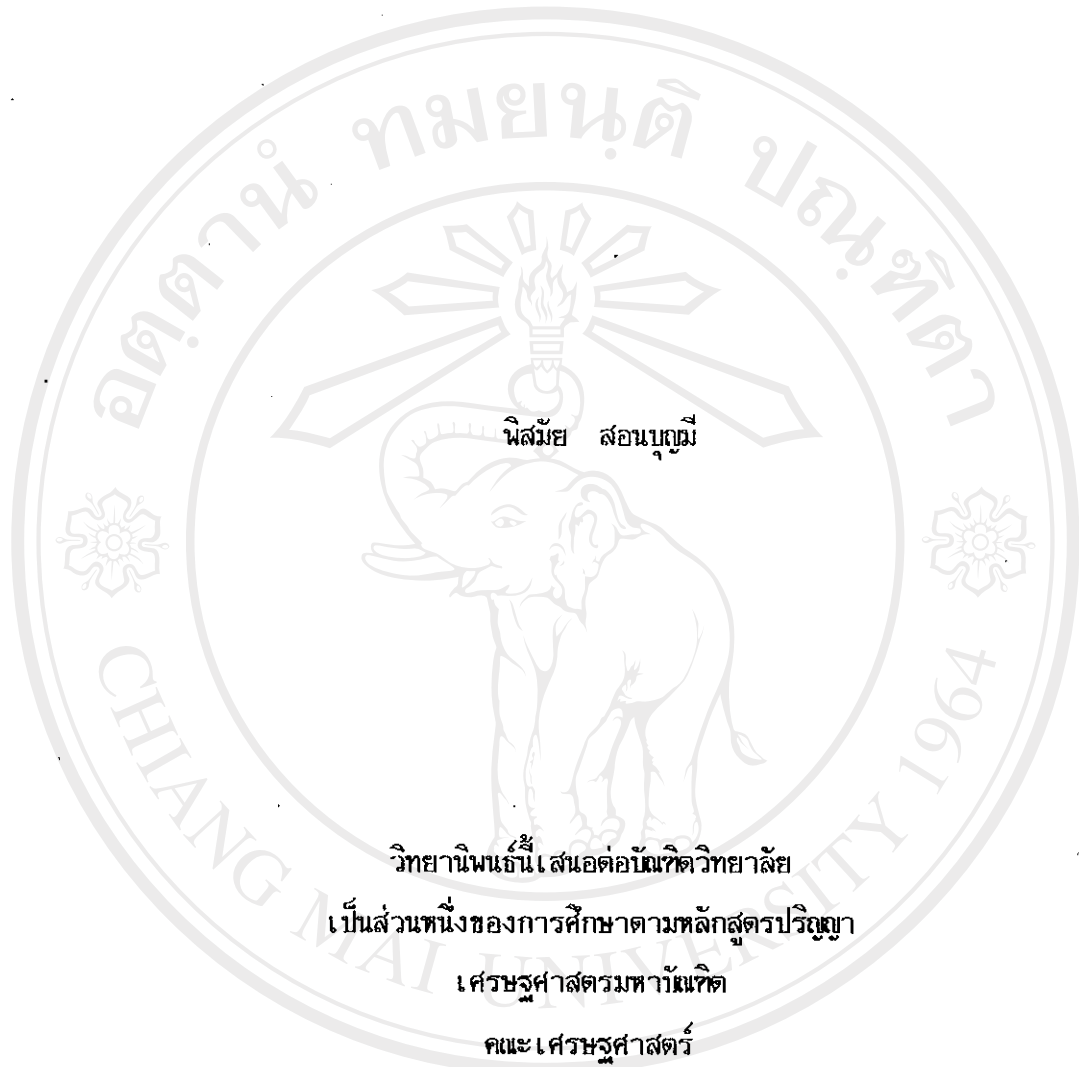 อตฺตานํ ทมยนฺติ ปณฺฑิตา
พิสมัย สอนบุญมี
วิทยานิพนธ์นี้เสนอต่อบัณฑิตวิทยาลัย
เป็นส่วนหนึ่งของการศึกษาตามหลักสูตรปริญญา
เศรษฐศาสตรมหาบัณฑิต
คณะเศรษฐศาสตร์
CHIANG MAI UNIVERSITY 1964